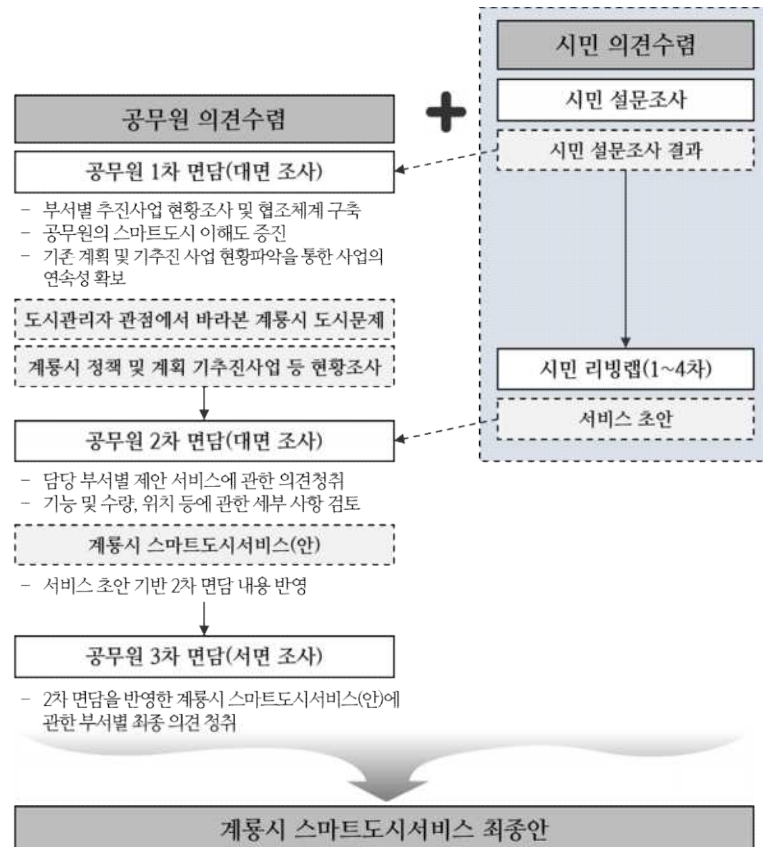 시민 의견수렴
시민 설문조사
시민 설문조사 결과
시민 리빙랩(1~4차)
서비스 초안
공무원 의견수렴
공무원 1차 면담(대면 조사)
- 부서별 추진사업 현황조사 및 협조체계 구축
- 공무원의 스마트도시 이해도 증진
- 기존 계획 및 기추진 사업 현황파악을 통한 사업의
연속성 확보
도시관리자 관점에서 바라본 계룡시 도시문제
계룡시 정책 및 계획 기추진사업 등 현황조사
공무원 2차 면담(대면 조사)
- 담당 부서별 제안 서비스에 관한 의견청취
- 기능 및 수량, 위치 등에 관한 세부 사항 검토
계룡시 스마트도시서비스(안)
- 서비스 초안 기반 2차 면담 내용 반영
공무원 3차 면담(서면 조사)
- 2차 면담을 반영한 계룡시 스마트도시서비스(안)에
관한 부서별 최종 의견 청취
계룡시 스마트도시서비스 최종안